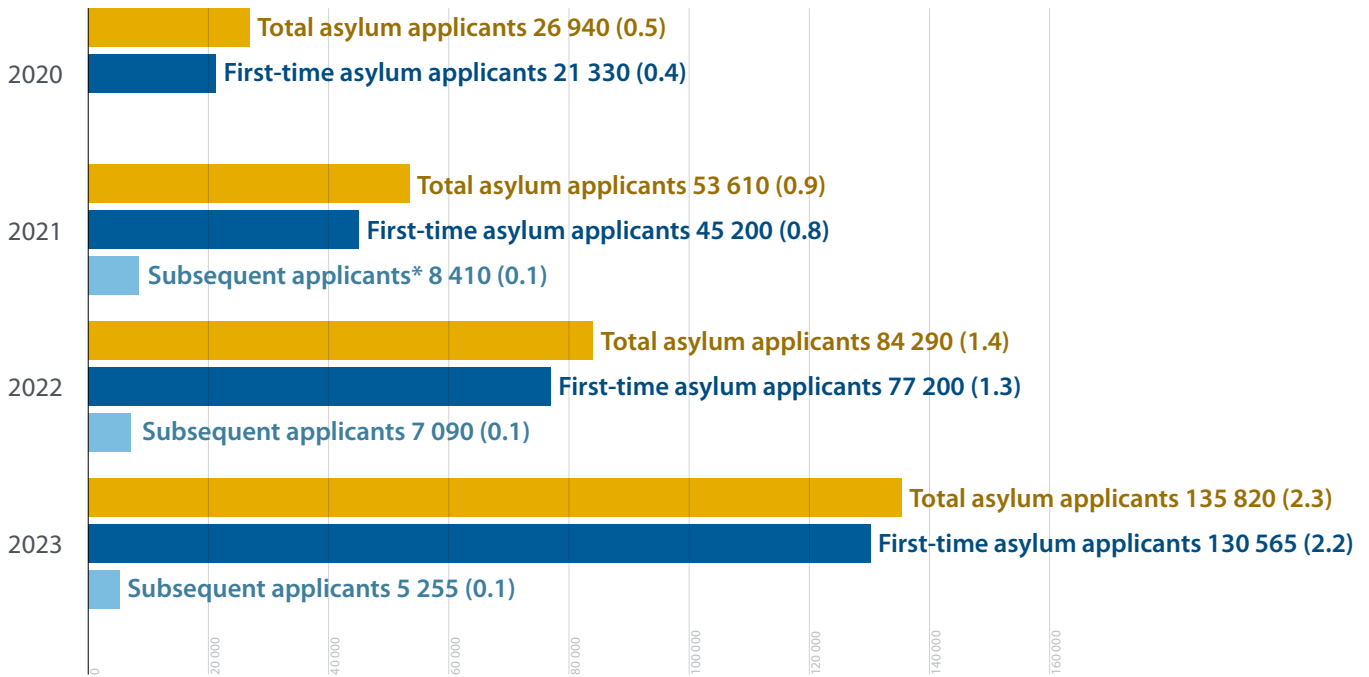 Total asylum applicants 26 940 (0.5)
2020
First-time asylum applicants 21 330 (0.4)
Total asylum applicants 53 610 (0.9)
2021
First-time asylum applicants 45 200 (0.8)
Subsequent applicants* 8 410 (0.1)
Total asylum applicants 84 290 (1.4)
2022
First-time asylum applicants 77 200 (1.3)
Subsequent applicants 7 090 (0.1)
Total asylum applicants 135 820 (2.3)
2023
First-time asylum applicants 130 565 (2.2)
Subsequent applicants 5 255 (0.1)
0
20 000
40 000
60 000
80 000
100 000
120 000
140 000
160 000